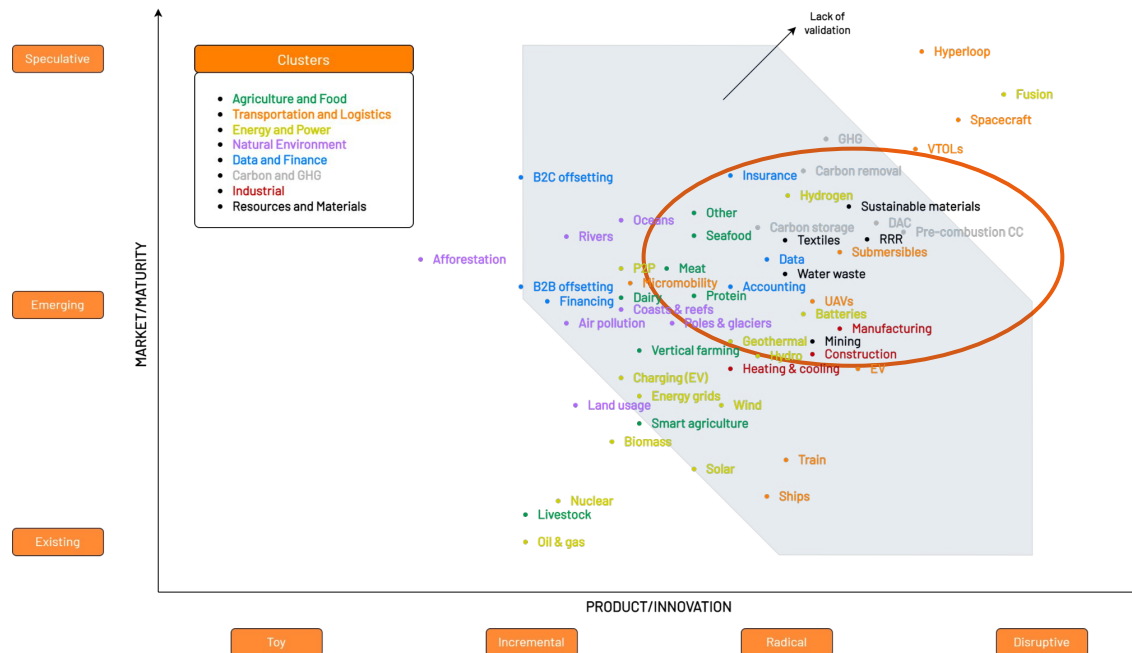 Lack of
validation
Speculative
Clusters
Agriculture and Food
Transportation and Logistics
Energy and Power
Natural Environment
Data and Finance
Carbon and GHG
Industrial
Resources and Materials
Hyperloop
Fusion
Spacecraft
GHG
VTOLs
B2C offsetting
Insurance
Carbon removal
Hydrogen
Sustainable materials
Oceans
Other
Carbon storage
DAC
Pre-combustion CC
Rivers
Seafood
Textiles
RRR
Submersibles
Afforestation
P2P
Meat
Data
Water waste
Micromobility
B2B offsetting
Accounting
Financing
Dairy
Protein
UAVs
Coasts & reefs
Batteries
Air pollution
Poles & glaciers
Manufacturing
Geothermal
Mining
Vertical farming
Hydro
Construction
Heating & cooling
EV
Charging (EV)
Energy grids
Land usage
Wind
Smart agriculture
Biomass
Solar
Train
Ships
Nuclear
Livestock
Oil & gas
MARKET/MATURITY
Emerging
Existing
PRODUCT/INNOVATION
Toy
Incremental
Radical
Disruptive